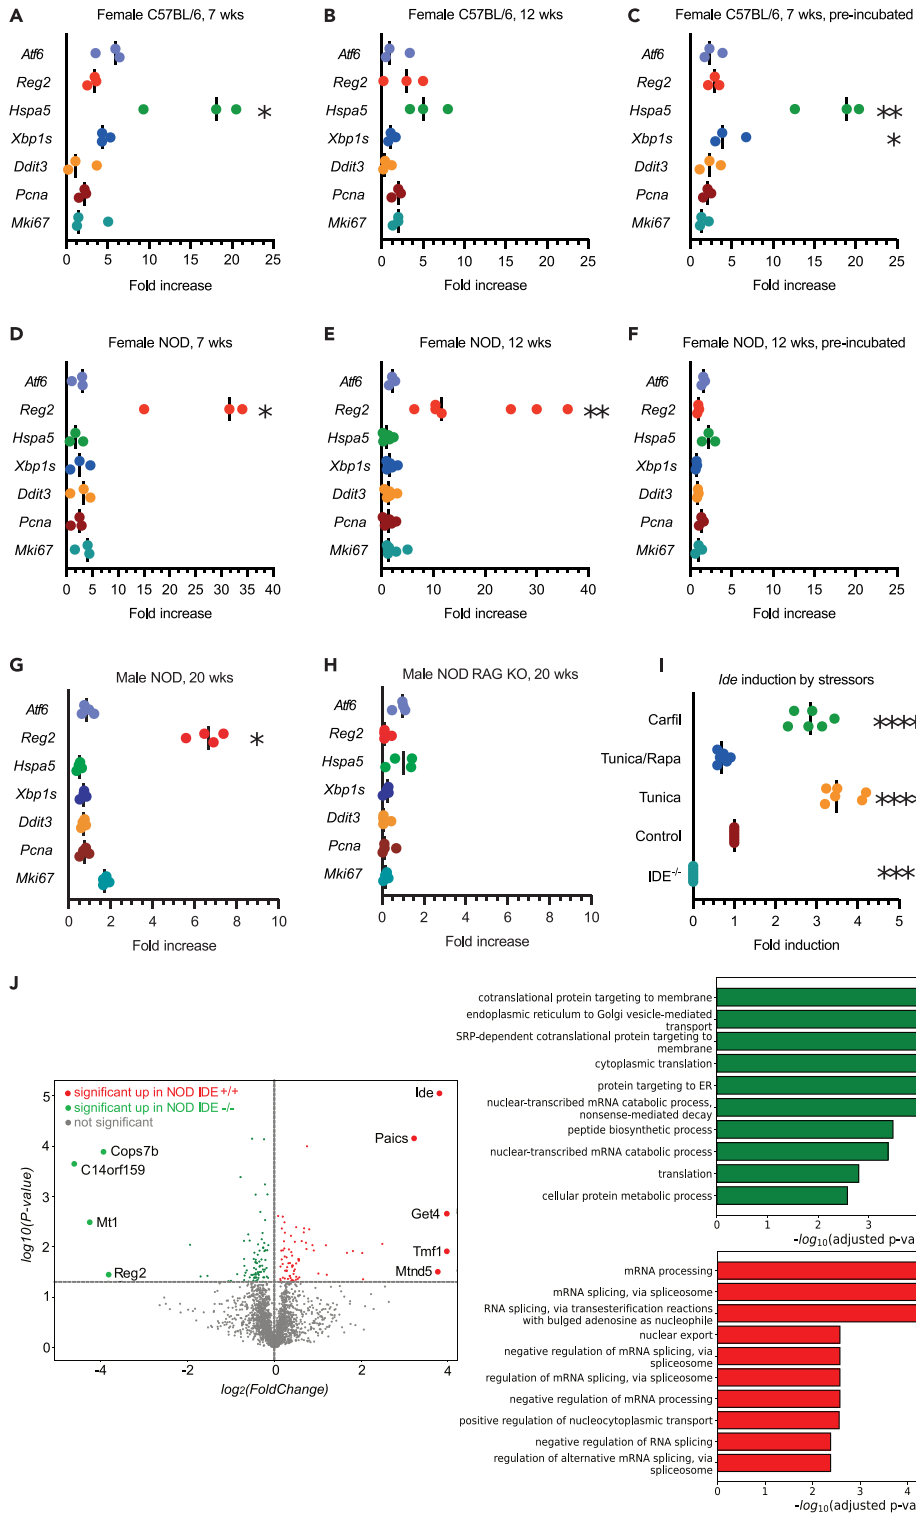 A
Female C57BL/6, 7 wks
Atf6
Reg2
Hspa5
Xbp1s
Ddit3
Pcna
Mki67
*
0 5 10 15 20 25
Fold increase
B
Female C57BL/6, 12 wks
Atf6
Reg2
Hspa5
Xbp1s
Ddit3
Pcna
Mki67
0 5 10 15 20 25
Fold increase
C
Female C57BL/6, 7 wks, pre-incubated
Atf6
Reg2
Hspa5
Xbp1s
Ddit3
Pcna
Mki67
**
*
0 5 10 15 20 25
Fold increase
D
Female NOD, 7 wks
Atf6
Reg2
Hspa5
Xbp1s
Ddit3
Pcna
Mki67
*
0 5 10 15 20 25 30 35 40
Fold increase
E
Female NOD, 12 wks
Atf6
Reg2
Hspa5
Xbp1s
Ddit3
Pcna
Mki67
**
0 10 20 30 40
Fold increase
F
Female NOD, 12 wks, pre-incubated
Atf6
Reg2
Hspa5
Xbp1s
Ddit3
Pcna
Mki67
0 5 10 15 20 25
Fold increase
G
Male NOD, 20 wks
Atf6
Reg2
Hspa5
Xbp1s
Ddit3
Pcna
Mki67
*
0 2 4 6 8 10
Fold increase
H
Male NOD RAG KO, 20 wks
Atf6
Reg2
Hspa5
Xbp1s
Ddit3
Pcna
Mki67
0 2 4 6 8 10
Fold increase
I
Ide induction by stressors
Carfil
Tunica/Rapa
Tunica
Control
IDE-/-
****
****
***
0 1 2 3 4 5
Fold induction
J
significant up in NOD IDE +/+
significant up in NOD IDE -/-
not significant
Ide
Paics
Cops7b
C14orf159
Get4
Mt1
Tmf1
Mtnd5
Reg2
5
4
3
2
1
0
log10(P-value)
-4 -2 0 2 4
log2(FoldChange)
cotranslational protein targeting to membrane
endoplasmic reticulum to Golgi vesicle-mediated
transport
SRP-dependent cotranslational protein targeting to
membrane
cytoplasmic translation
protein targeting to ER
nuclear-transcribed mRNA catabolic process,
nonsense-mediated decay
peptide biosynthetic process
nuclear-transcribed mRNA catabolic process
translation
cellular protein metabolic process
0 1 2 3
-log10(adjusted p-va
mRNA processing
mRNA splicing, via spliceosome
RNA splicing, via transesterification reactions
with bulged adenosine as nucleophile
nuclear export
negative regulation of mRNA splicing, via
spliceosome
regulation of mRNA splicing, via spliceosome
negative regulation of mRNA processing
positive regulation of nucleocytoplasmic transport
negative regulation of RNA splicing
regulation of alternative mRNA splicing, via
spliceosome
0 1 2 3 4
-log10(adjusted p-va